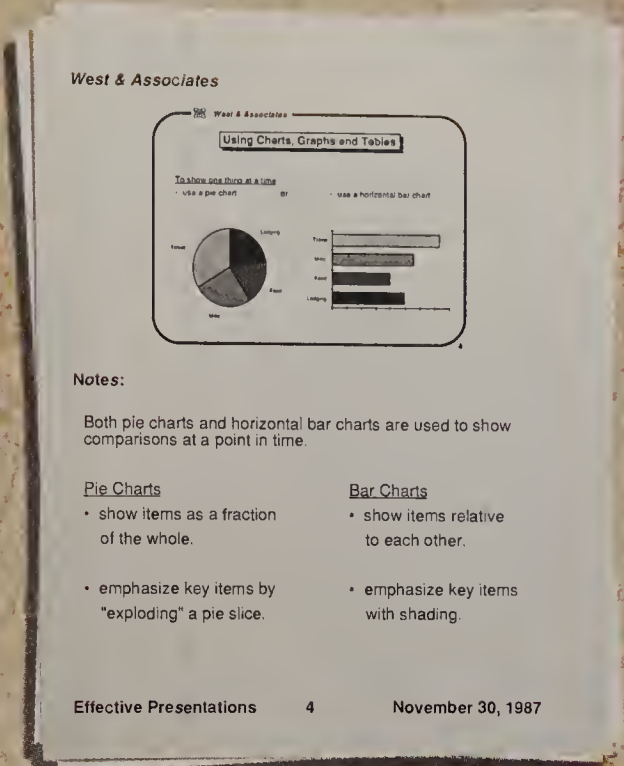 West & Associates
West & Associates
Using Charts, Graphs and Tables
To show one thing at a time
· use a pie chart or · use a horizontal bar chart
Lodging
Travel
Food
Misc
Travel
Misc
Food
Lodging
4
Notes:
Both pie charts and horizontal bar charts are used to show
comparisons at a point in time.
Pie Charts
• show items as a fraction
of the whole.
• emphasize key items by
"exploding" a pie slice.
Bar Charts
• show items relative
to each other.
• emphasize key items
with shading.
Effective Presentations 4 November 30, 1987